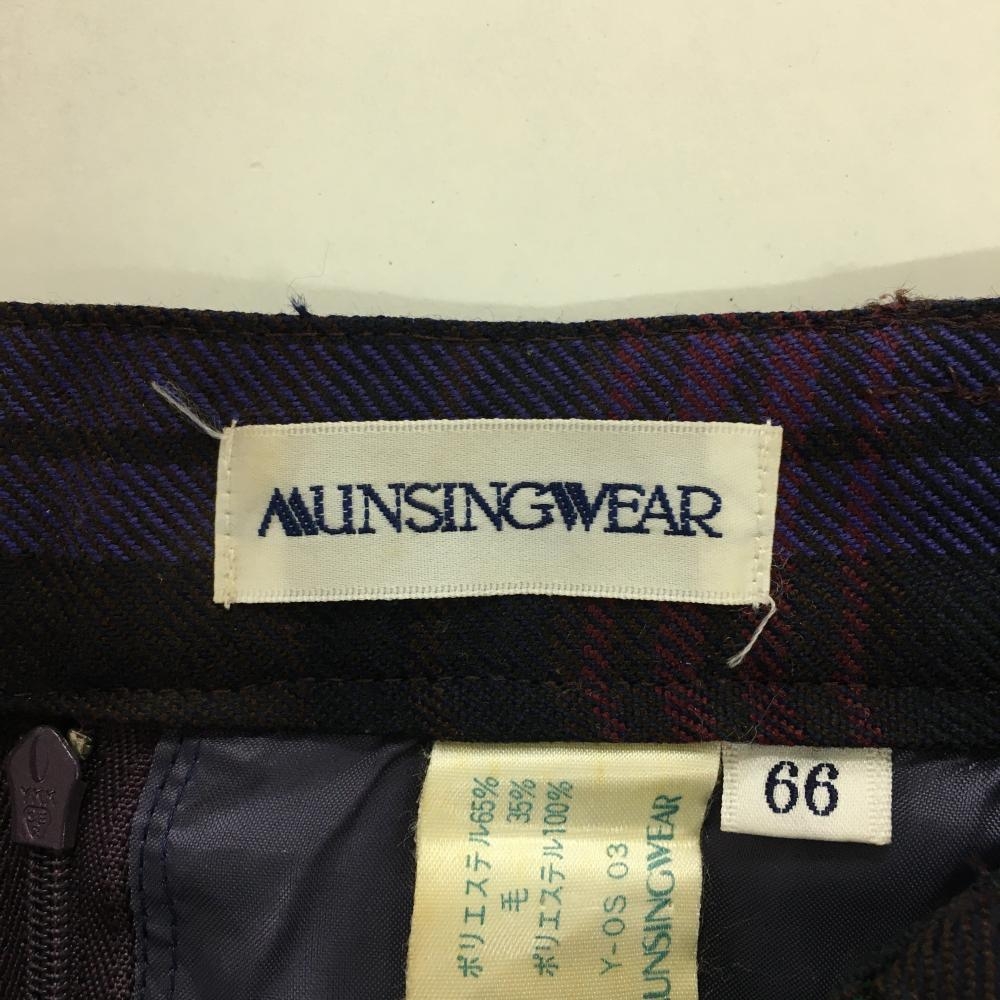 MUNSINGWEAR
66
ポリエステル65%
毛 35%
ポリエステル100%
Y-OS 03
MUNSINGWEAR